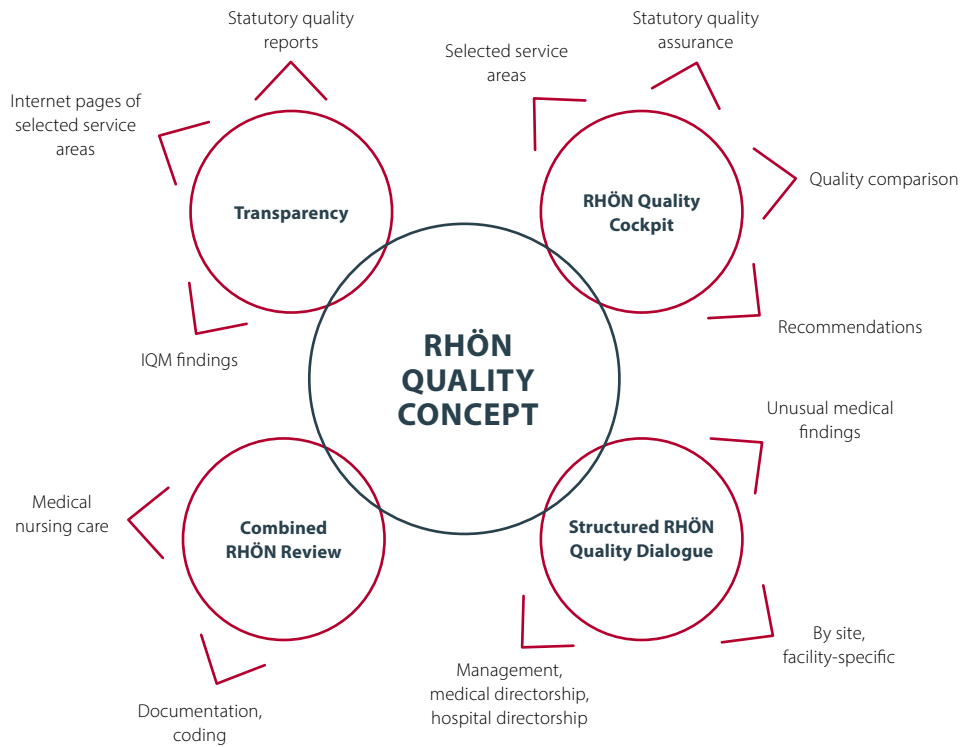 Statutory quality
reports
Internet pages of
selected service
areas
Transparency
IQM findings
Selected service
areas
Statutory quality
assurance
RHÖN Quality
Cockpit
Quality comparison
Recommendations
RHÖN
QUALITY
CONCEPT
Medical
nursing care
Combined
RHÖN Review
Documentation,
coding
Unusual medical
findings
Structured RHÖN
Quality Dialogue
By site,
facility-specific
Management,
medical directorship,
hospital directorship